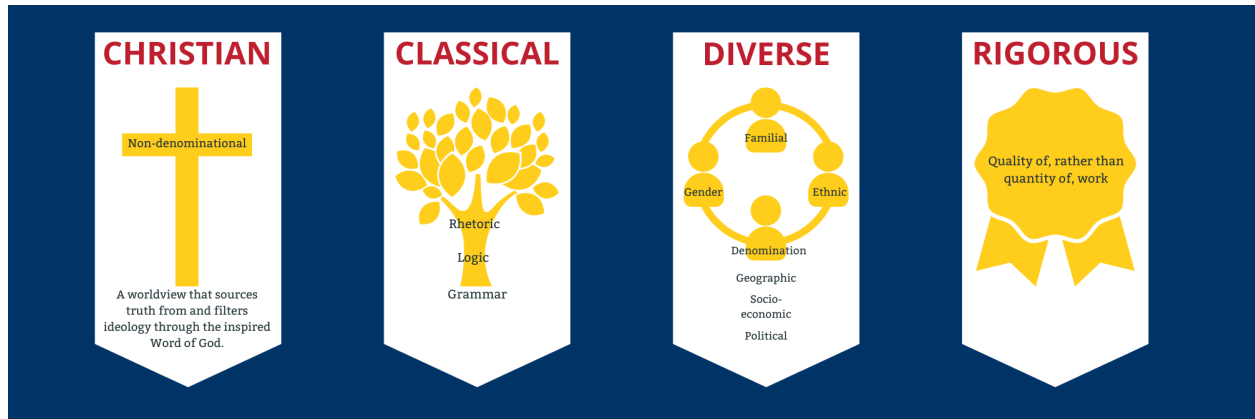 CHRISTIAN
Non-denominational
A worldview that sources
truth from and filters
ideology through the inspired
Word of God.
CLASSICAL
Rhetoric
Logic
Grammar
DIVERSE
Familial
Gender
Ethnic
Denomination
Geographic
Socio-
economic
Political
RIGOROUS
Quality of, rather than
quantity of, work